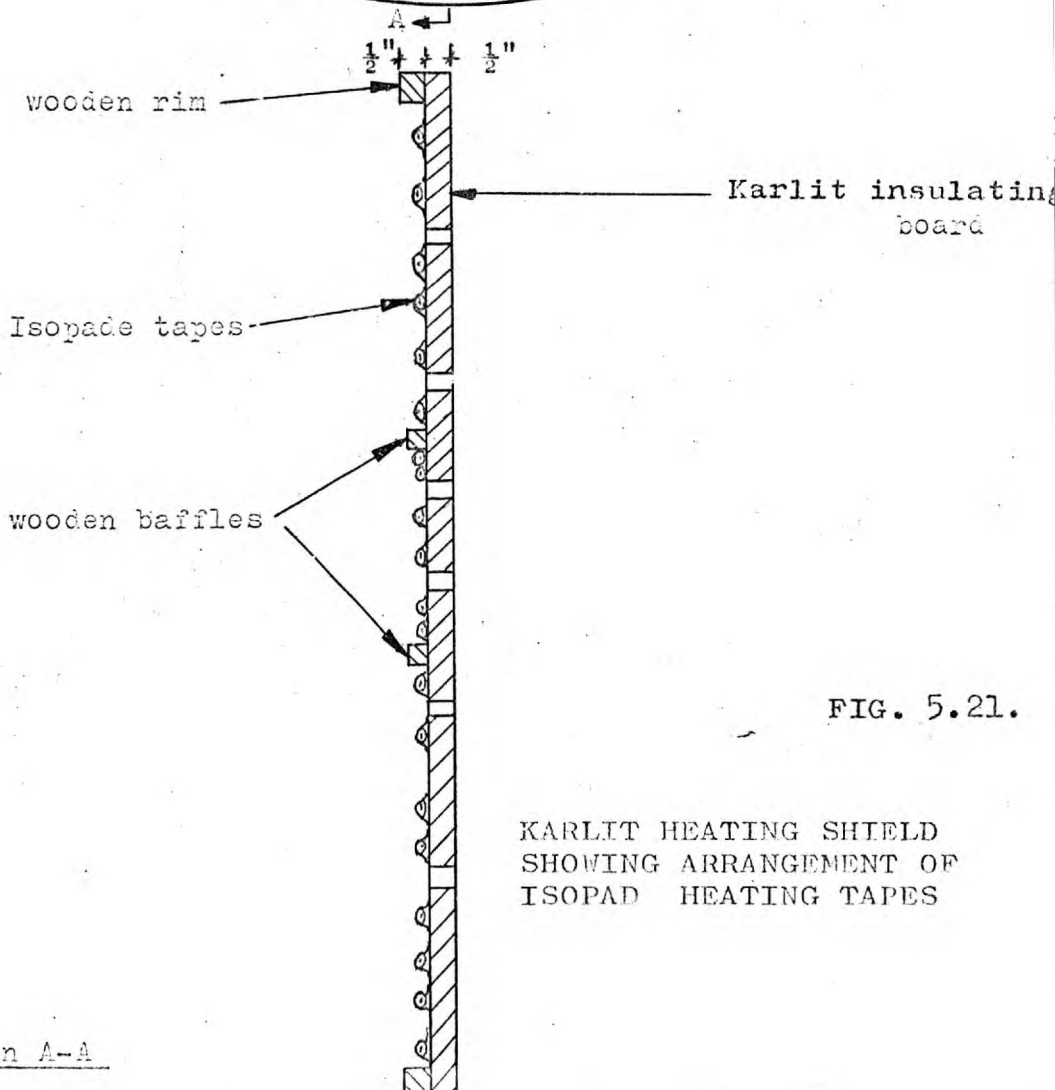 A
½" ½"
wooden rim
Karlit insulating
board
Isopade tapes
wooden baffles
FIG. 5.21.
KARLIT HEATING SHIELD
SHOWING ARRANGEMENT OF
ISOPAD HEATING TAPES
n A-A